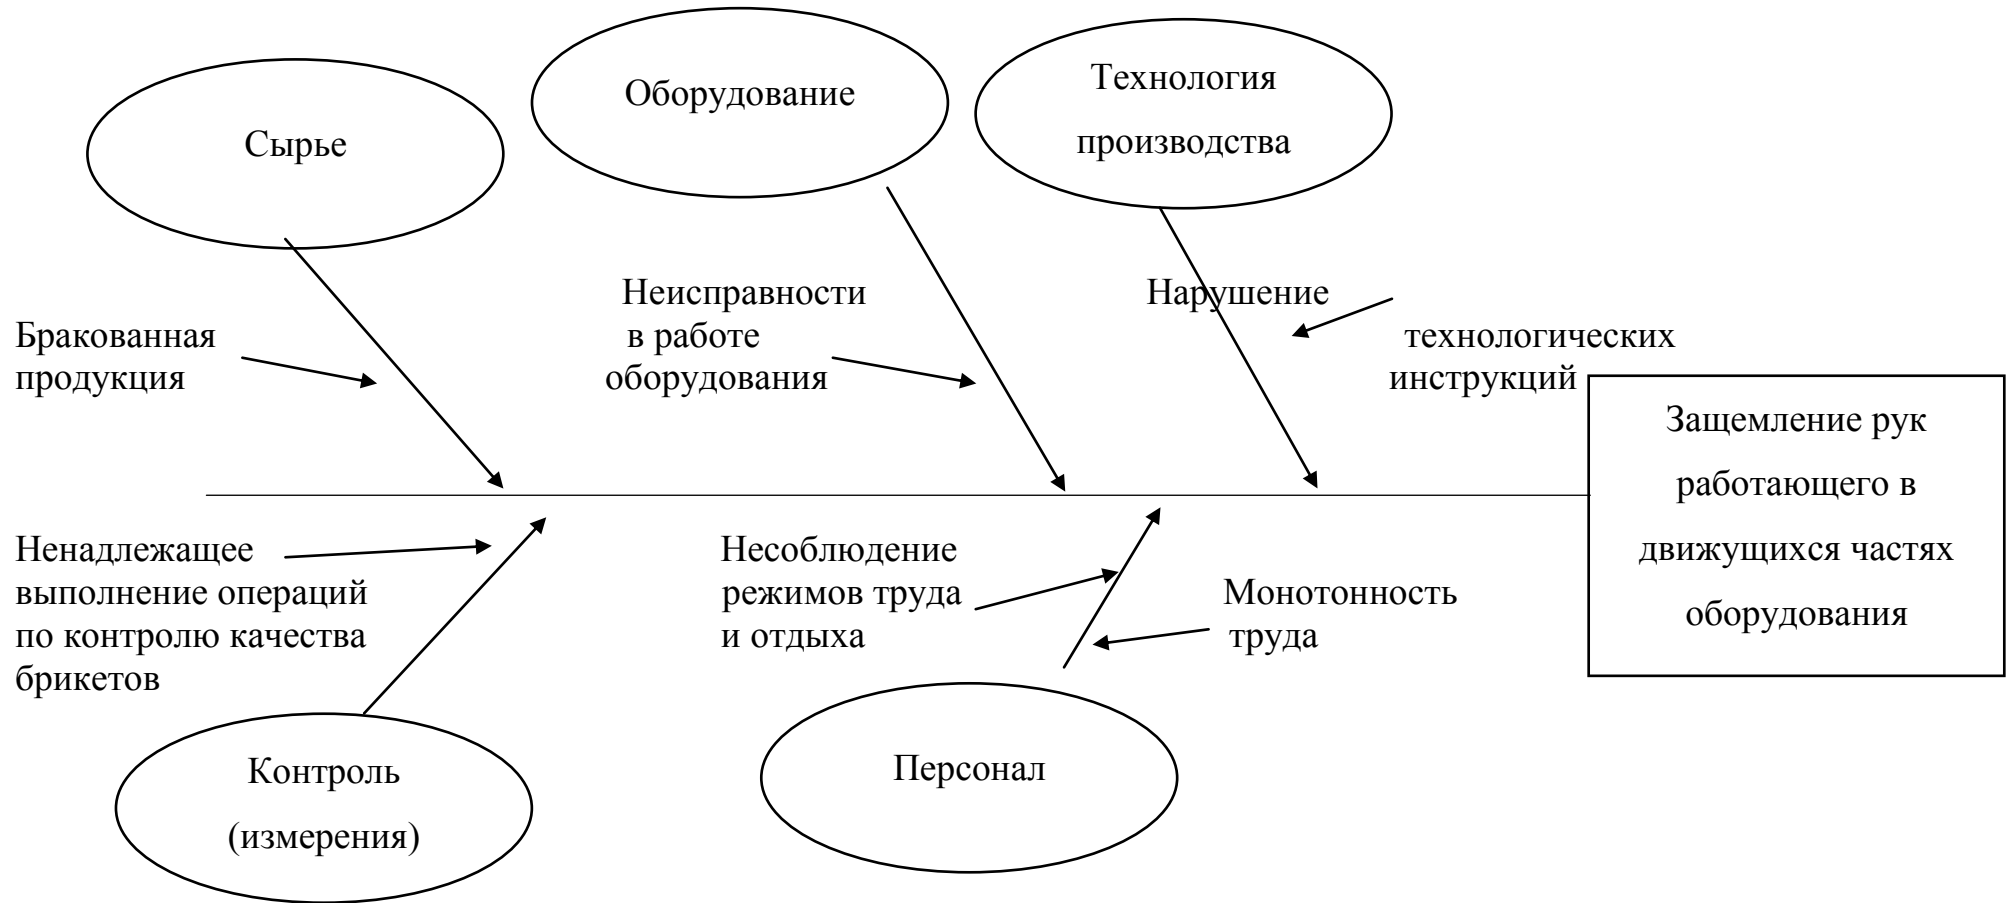 Сырье
Оборудование
Технология
производства
Бракованная
продукция
Неисправности
в работе
оборудования
Нарушение
технологических
инструкций
Защемление рук
работающего в
движущихся частях
оборудования
Ненадлежащее
выполнение операций
по контролю качества
брикетов
Несоблюдение
режимов труда
и отдыха
Монотонность
труда
Контроль
(измерения)
Персонал